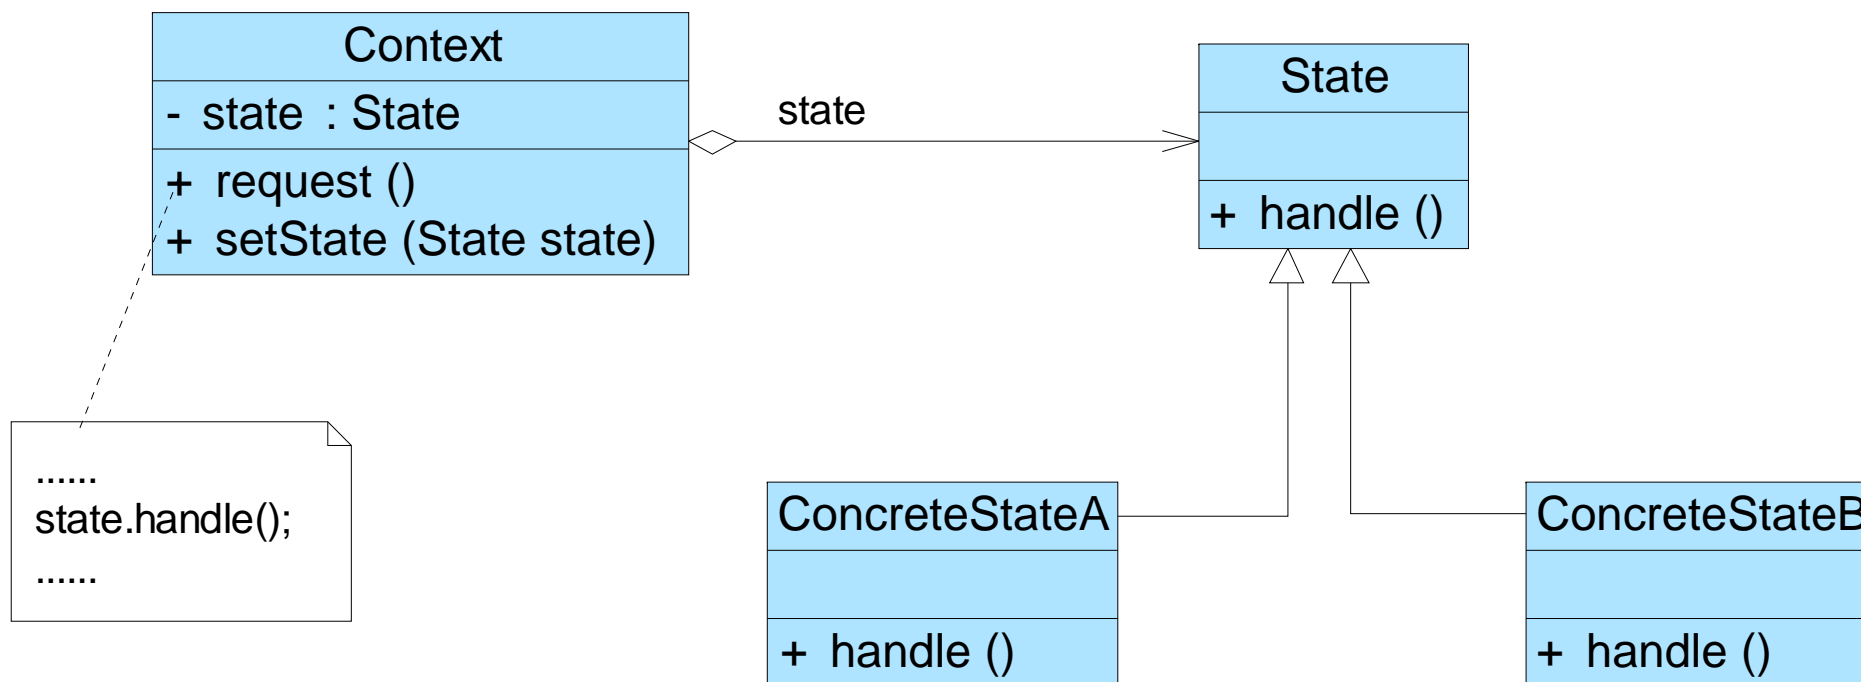 Context
- state : State
+ request ()
+ setState (State state)
state
State
+ handle ()
......
state.handle();
......
ConcreteStateA
+ handle ()
ConcreteStateB
+ handle ()